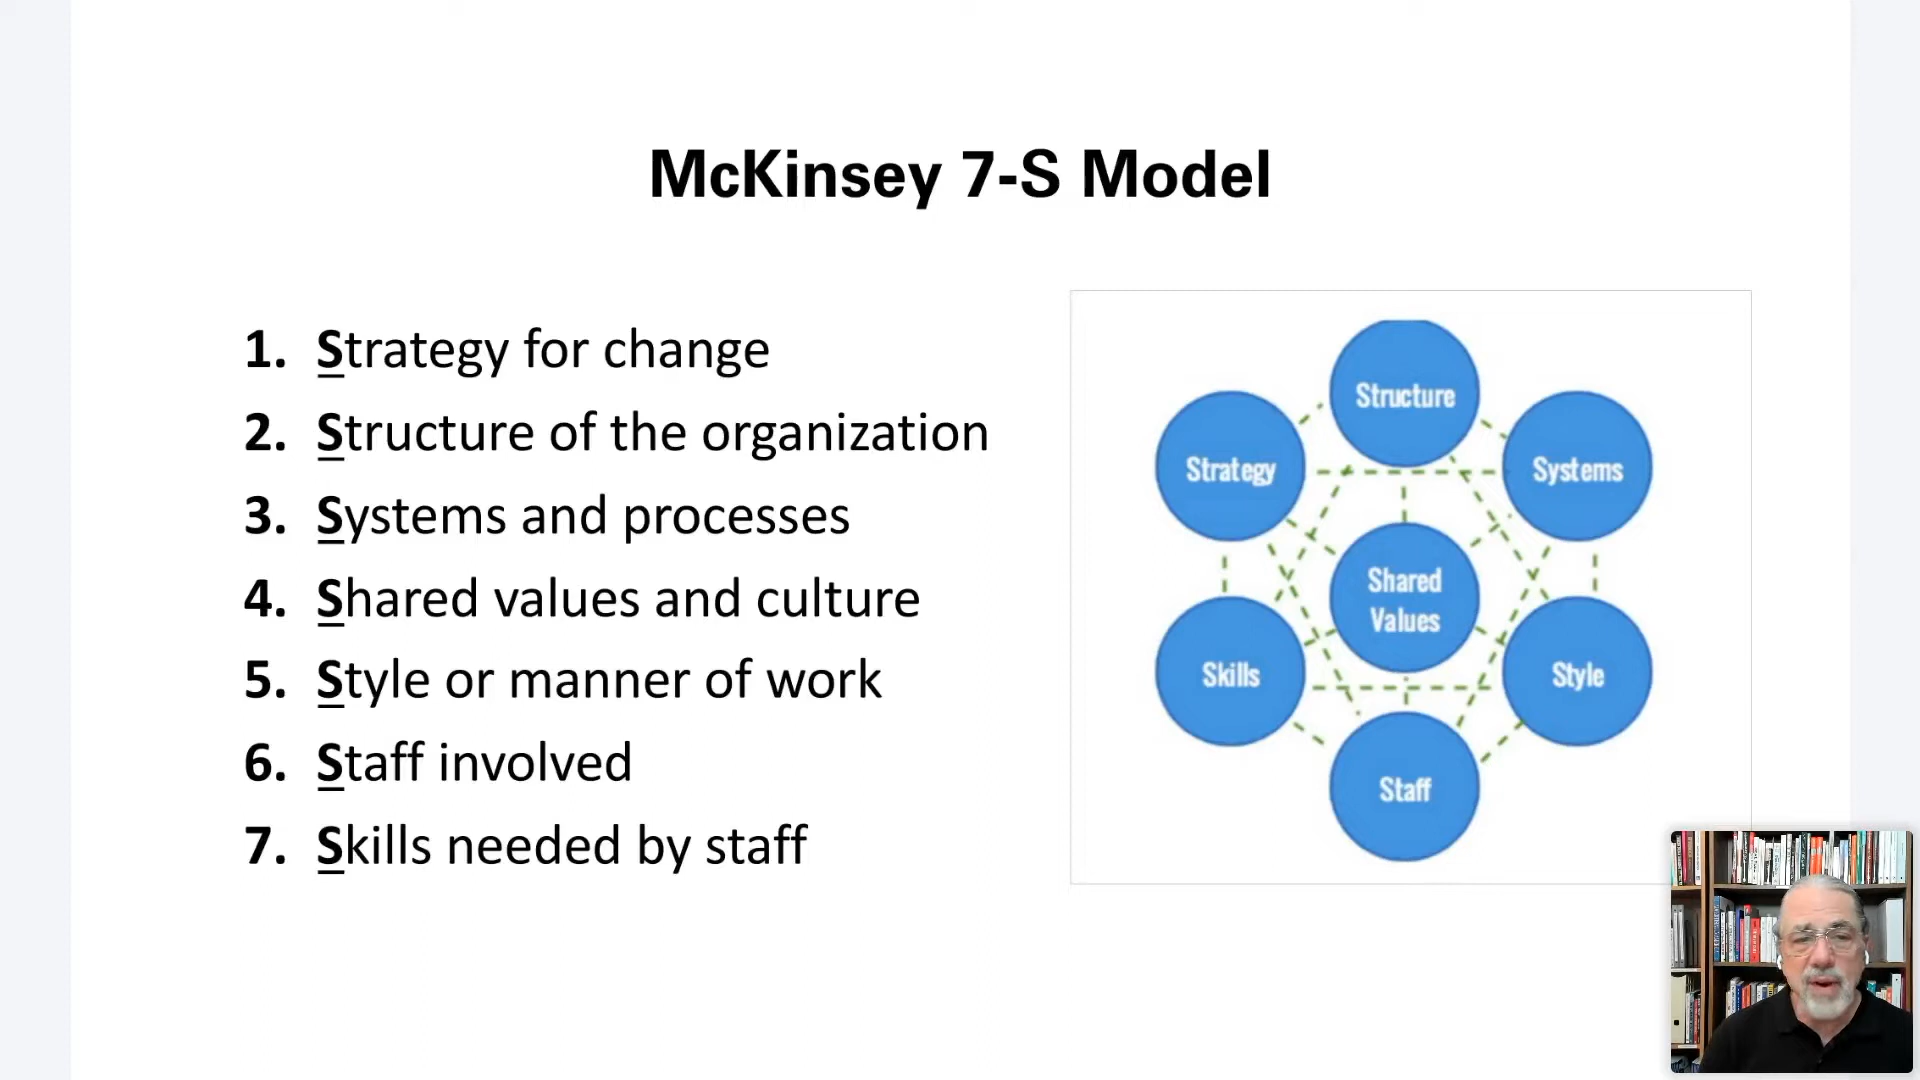 McKinsey 7-S Model
1. Strategy for change
2. Structure of the organization
3. Systems and processes
4. Shared values and culture
5. Style or manner of work
6. Staff involved
7. Skills needed by staff
Structure
Strategy
Systems
Shared
Values
Skills
Style
Staff